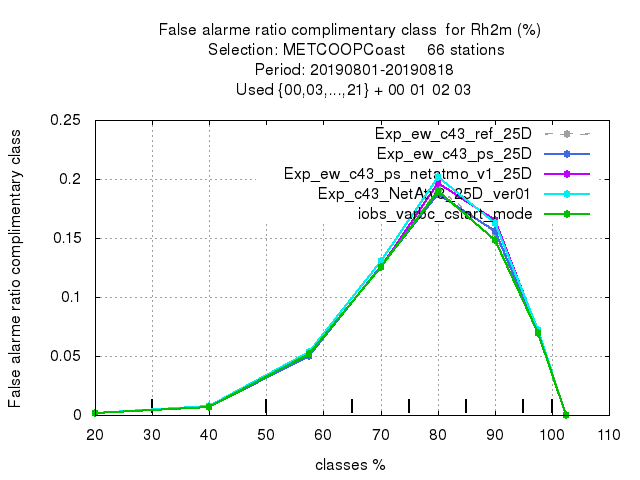 False alarme ratio complimentary class for Rh2m (%)
Selection: METCOOPCoast 66 stations
Period: 20190801-20190818
Used {00,03,...,21} + 00 01 02 03
False alarme ratio complimentary class
0.25
0.2
0.15
0.1
0.05
0
Exp_ew_c43_ref_25D
Exp_ew_c43_ps_25D
Exp_ew_c43_ps_netatmo_v1_25D
iobs_varbc_cstart_mode
20 30 40 50 60 70 80 90 100 110
classes %